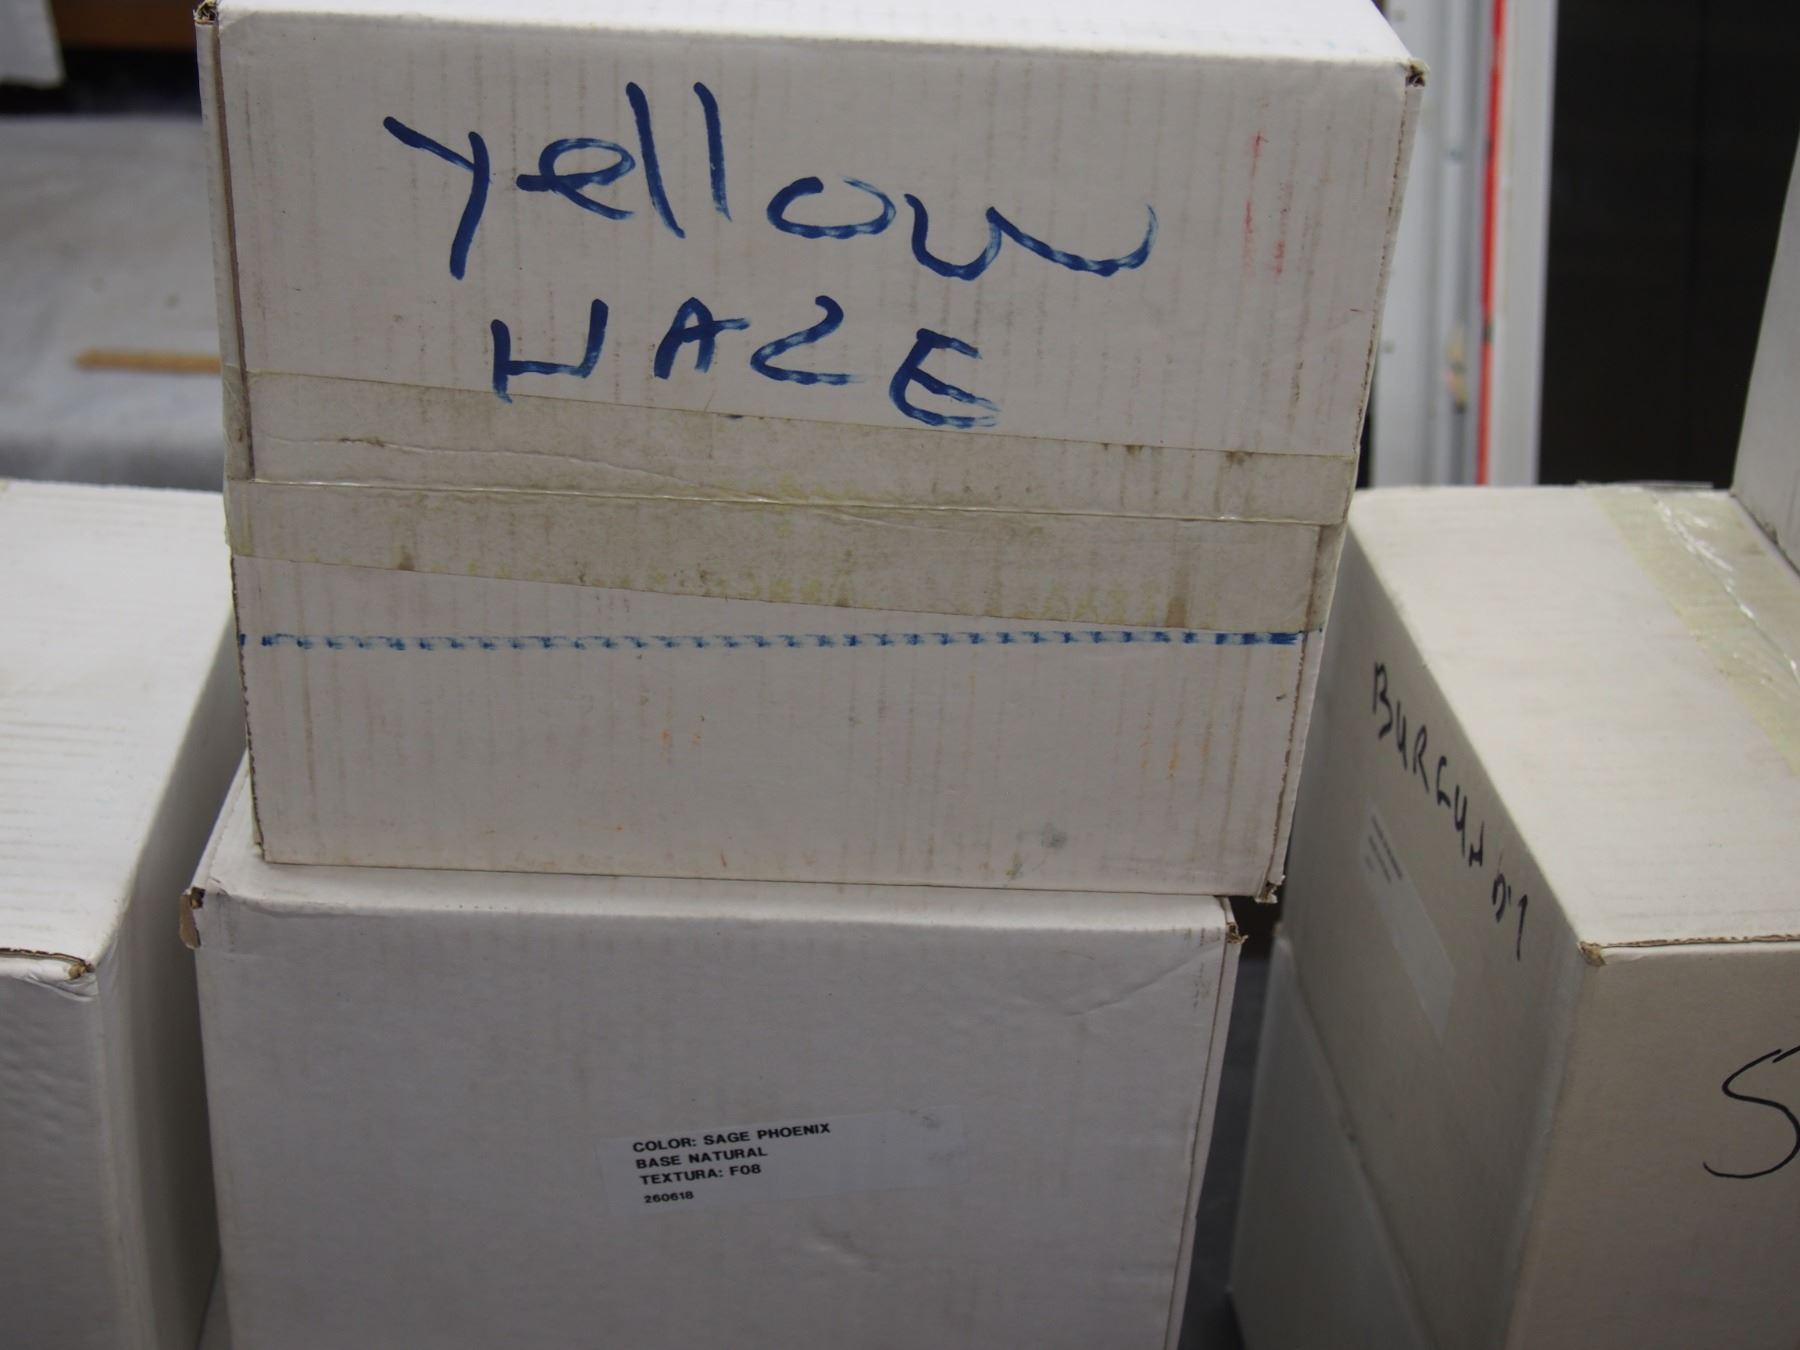 Yellow
HAZE
BURGUNDY
S
COLOR: SAGE PHOENIX
BASE NATURAL
TEXTURA: F08
260618